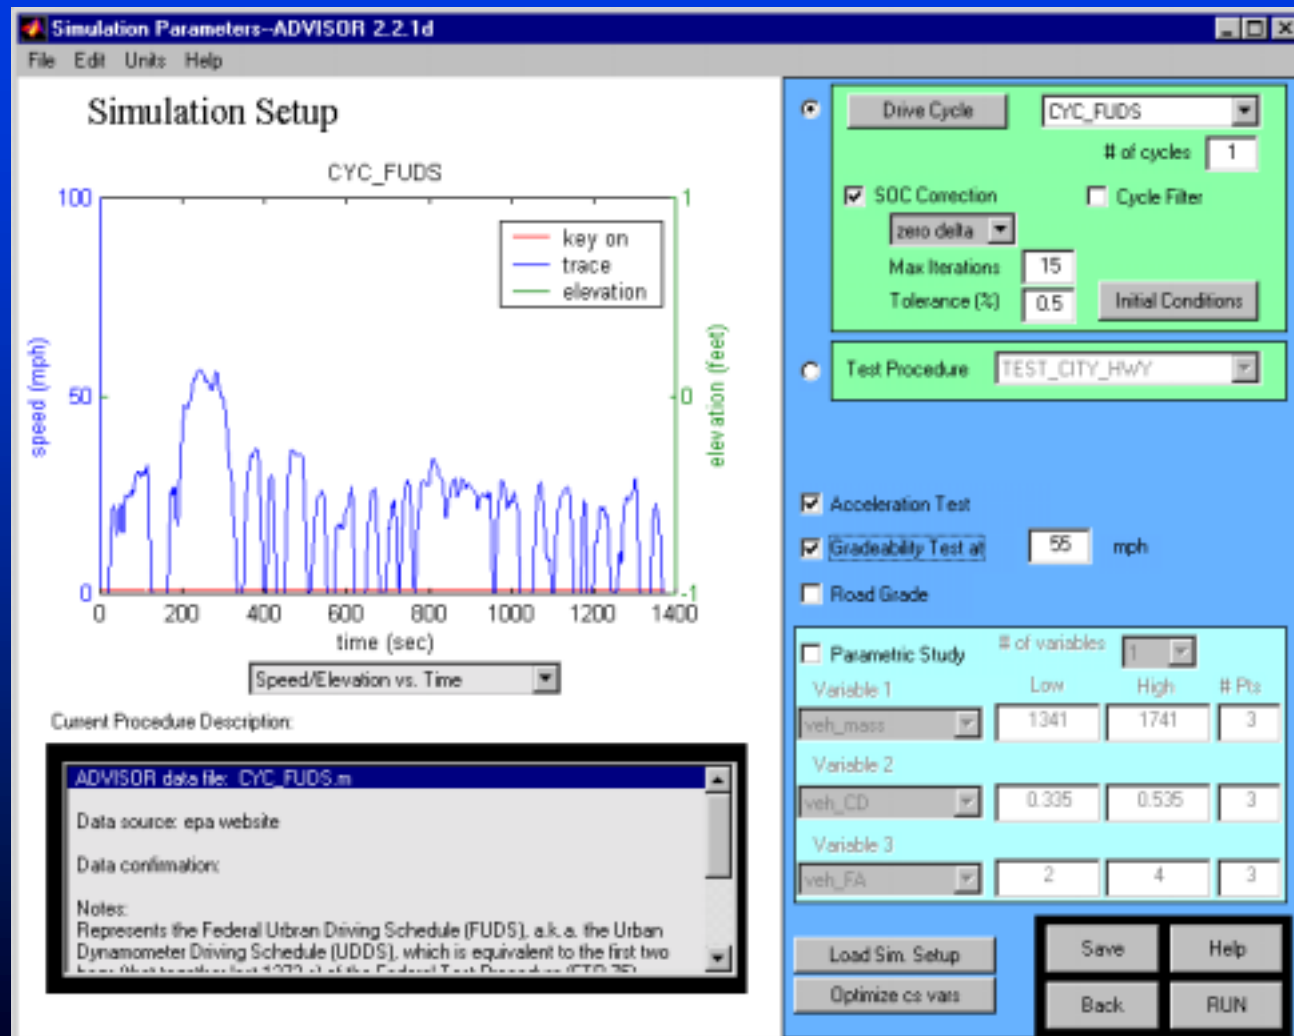 Simulation Parameters--ADVISOR 2.2.1d
File Edit Units Help
Simulation Setup
CYC_FUDS
100
50
0
speed (mph)
key on
trace
elevation
1
0
-1
elevation (feet)
0 200 400 600 800 1000 1200 1400
time (sec)
Speed/Elevation vs. Time
Current Procedure Description:
ADVISOR data file: CYC_FUDS.m
Data source: epa website
Data confirmation:
Notes:
Represents the Federal Urbran Driving Schedule (FUDS), a.k.a. the Urban
Dynamometer Driving Schedule (UDDS), which is equivalent to the first two
Drive Cycle CYC_FUDS
# of cycles 1
SOC Correction Cycle Filter
zero delta
Max Iterations 15
Tolerance (%) 0.5 Initial Conditions
Test Procedure TEST_CITY_HWY
Acceleration Test
Gradeability Test at 55 mph
Road Grade
Parametric Study # of variables 1
Variable 1 Low High # Pts
veh_mass 1341 1741 3
Variable 2
veh_CD 0.335 0.535 3
Variable 3
veh_FA 2 4 3
Load Sim. Setup Save Help
Optimize cs vars Back RUN